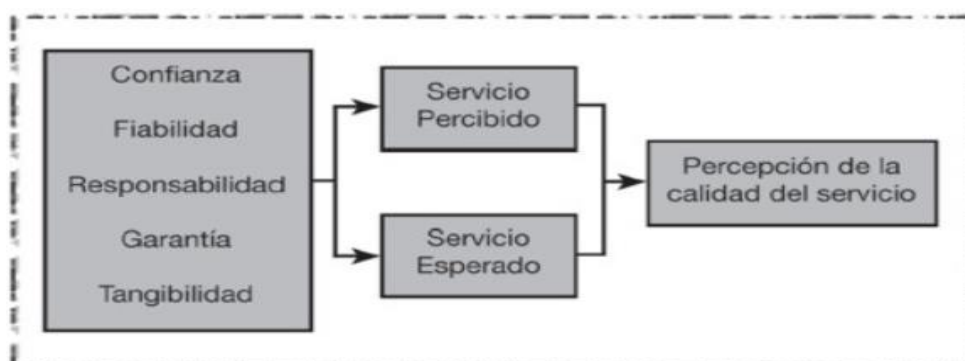 Confianza
Fiabilidad
Responsabilidad
Garantía
Tangibilidad
Servicio
Percibido
Servicio
Esperado
Percepción de la
calidad del servicio